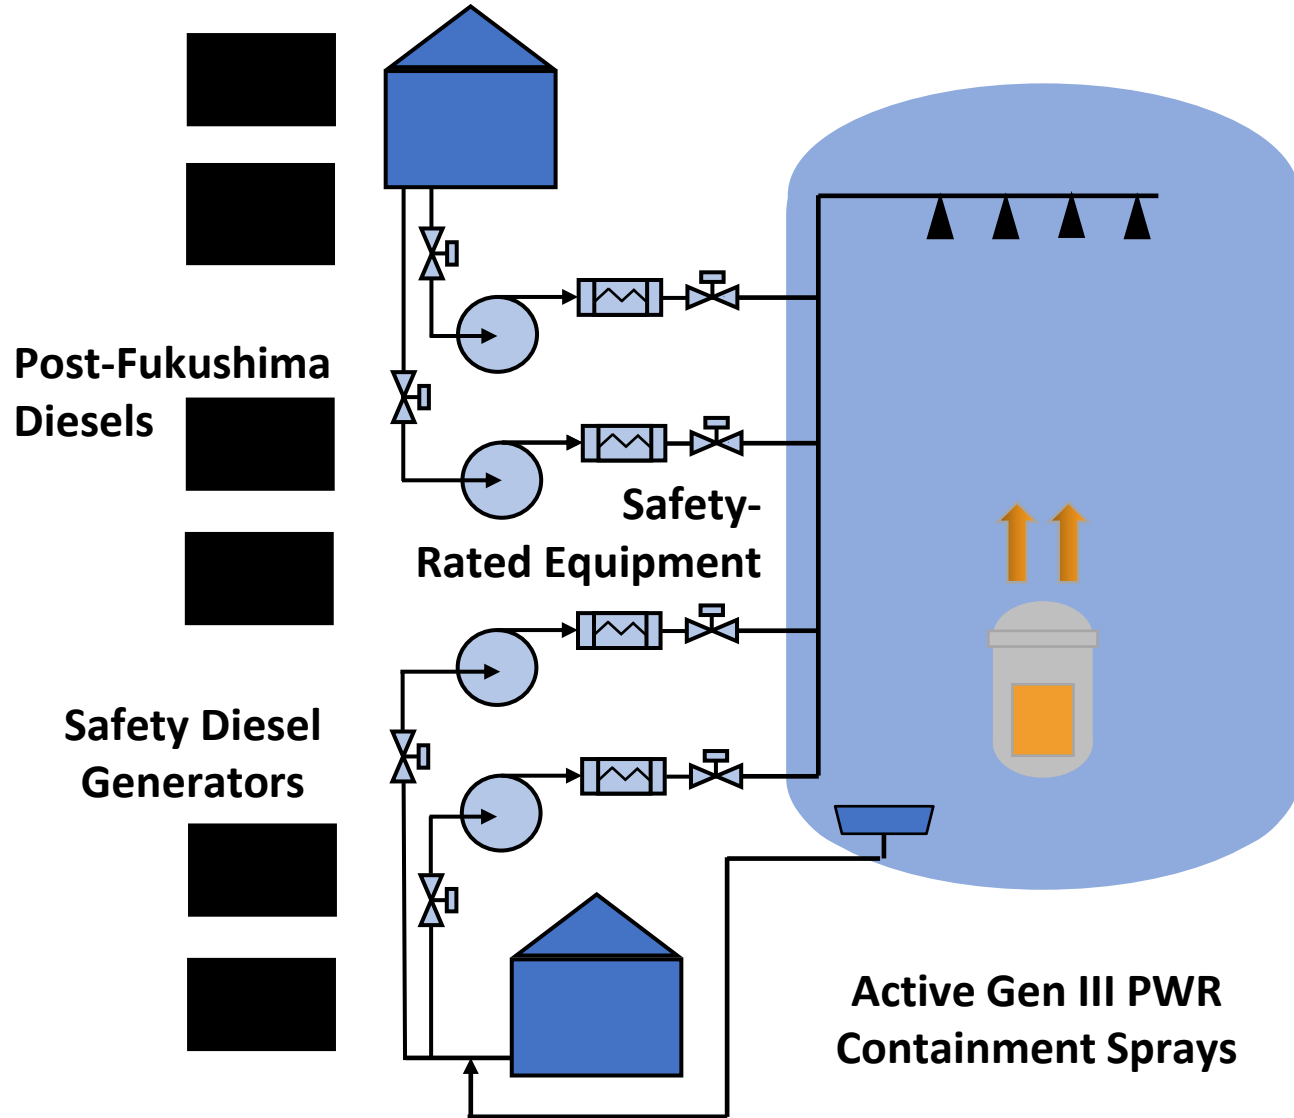 Post-Fukushima
Diesels
Safety-
Rated Equipment
Safety Diesel
Generators
Active Gen III PWR
Containment Sprays